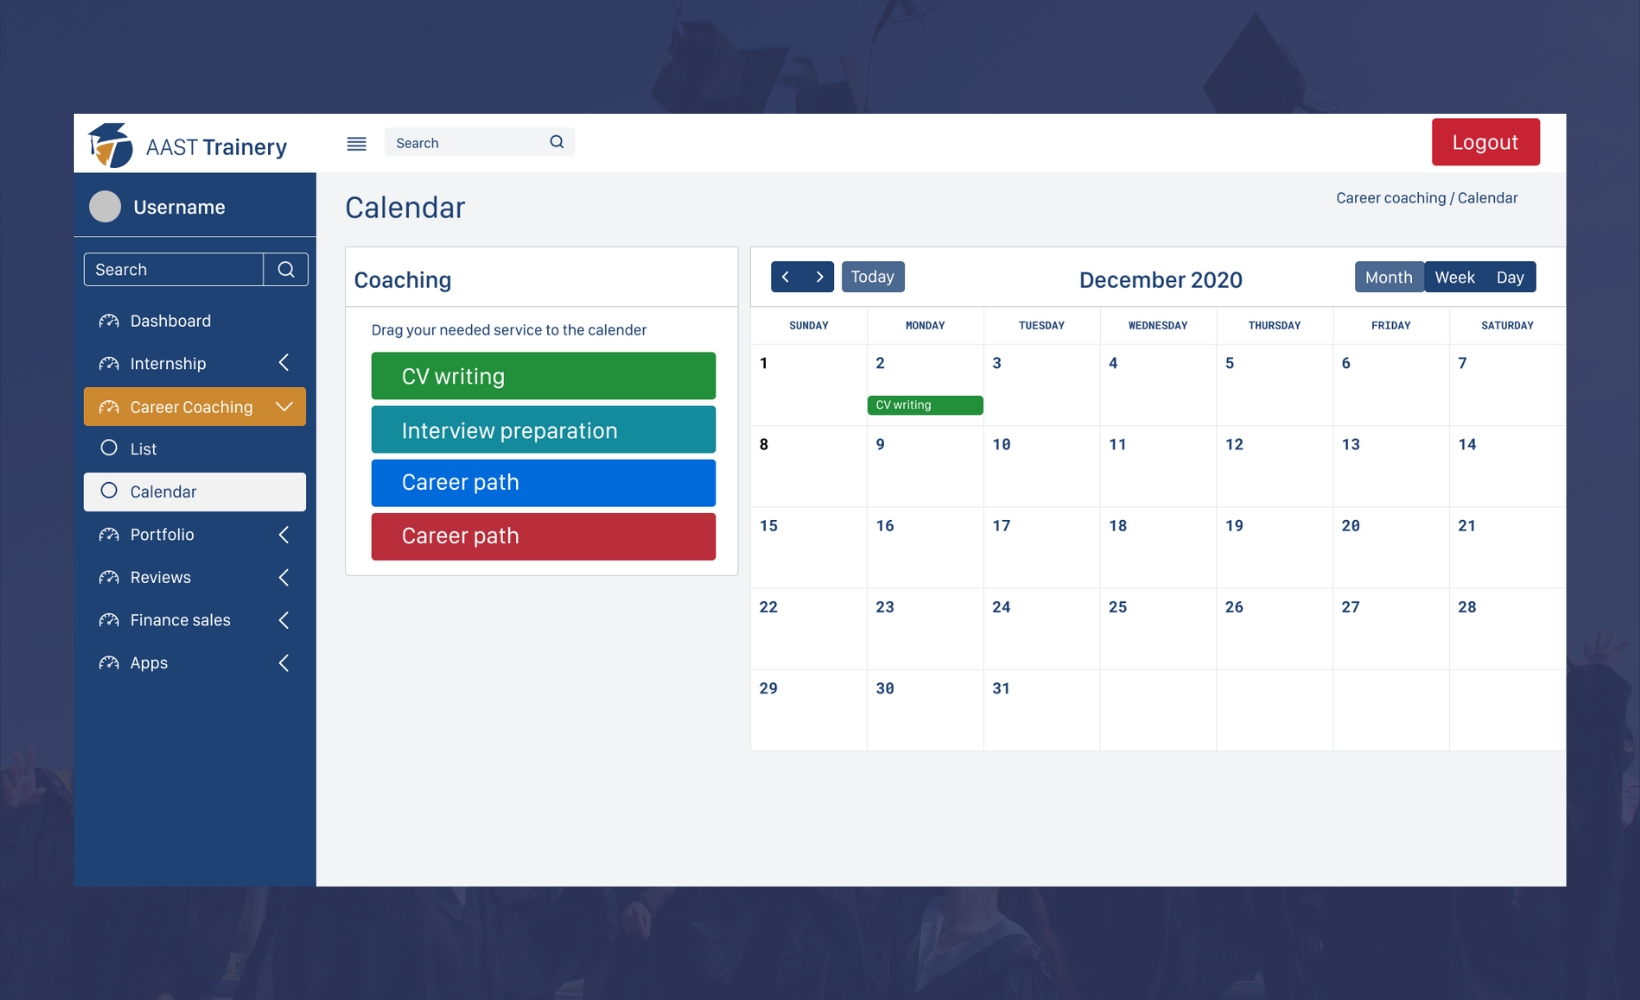 AAST Trainery
Search
Logout
Username
Search
Dashboard
Internship
Career Coaching
List
Calendar
Portfolio
Reviews
Finance sales
Apps
Calendar
Career coaching / Calendar
Coaching
Drag your needed service to the calender
CV writing
Interview preparation
Career path
Career path
Today
December 2020
Month Week Day
SUNDAY MONDAY TUESDAY WEDNESDAY THURSDAY FRIDAY SATURDAY
1 2 3 4 5 6 7
CV writing
8 9 10 11 12 13 14
15 16 17 18 19 20 21
22 23 24 25 26 27 28
29 30 31